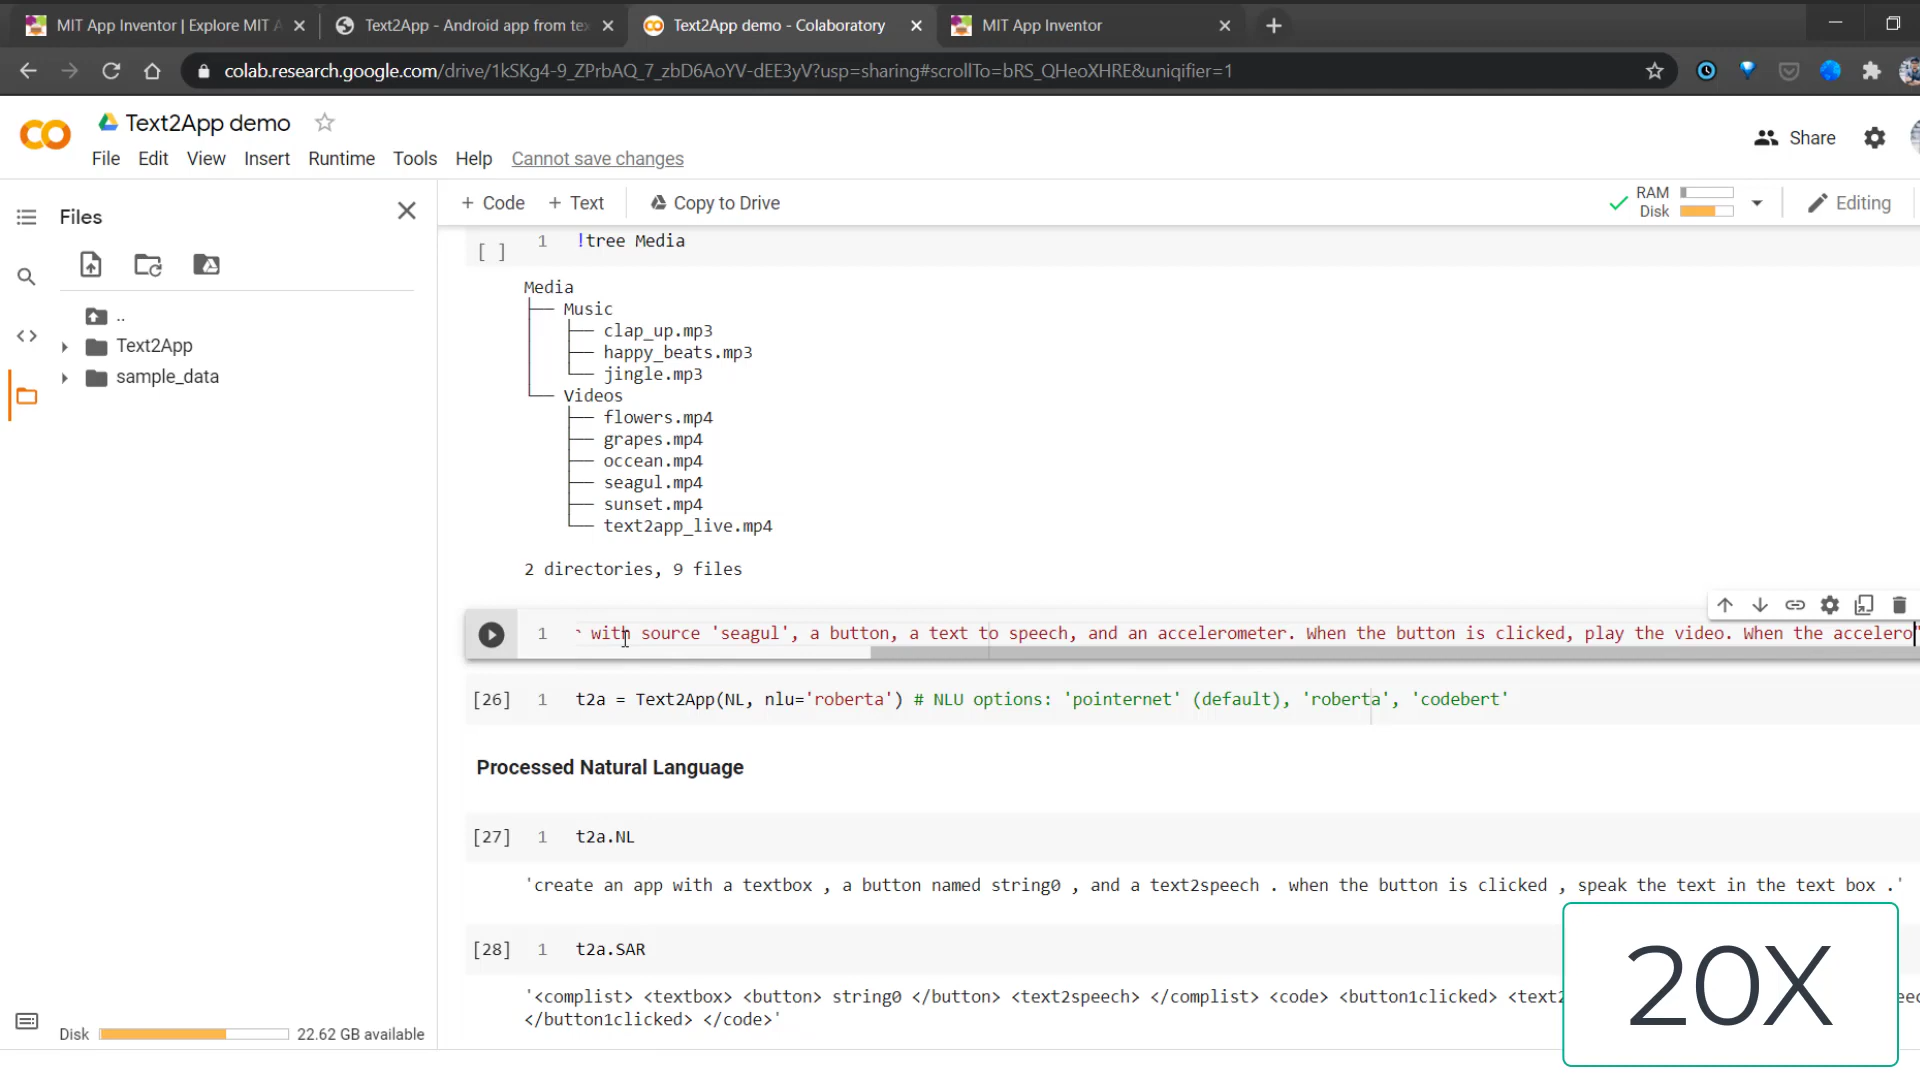 MIT App Inventor | Explore MIT A
Text2App - Android app from te
Text2App demo - Colaboratory
MIT App Inventor
colab.research.google.com/drive/1kSKg4-9_ZPrbAQ_7_zbD6AoYV-dEE3yV?usp=sharing#scrollTo=bRS_QHeoXHRE&uniqifier=1
Text2App demo
Share
File Edit View Insert Runtime Tools Help Cannot save changes
Files
+ Code + Text Copy to Drive
RAM
Disk
Editing
..
Text2App
sample_data
[ ] 1 !tree Media
Media
├── Music
│   ├── clap_up.mp3
│   ├── happy_beats.mp3
│   └── jingle.mp3
└── Videos
    ├── flowers.mp4
    ├── grapes.mp4
    ├── occean.mp4
    ├── seagul.mp4
    ├── sunset.mp4
    └── text2app_live.mp4
2 directories, 9 files
1 with source 'seagul', a button, a text to speech, and an accelerometer. When the button is clicked, play the video. When the accelero"
[26] 1 t2a = Text2App(NL, nlu='roberta') # NLU options: 'pointernet' (default), 'roberta', 'codebert'
Processed Natural Language
[27] 1 t2a.NL
'create an app with a textbox , a button named string0 , and a text2speech . when the button is clicked , speak the text in the text box .'
[28] 1 t2a.SAR
'<complist> <textbox> <button> string0 </button> <text2speech> </complist> <code> <button1clicked> <text2
</button1clicked> </code>'
Disk 22.62 GB available
20X